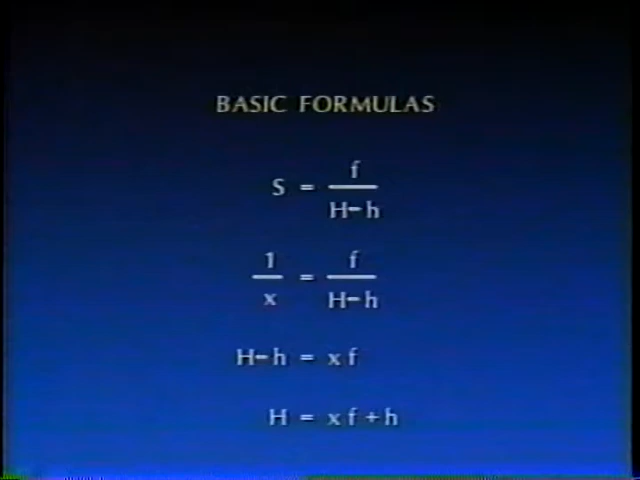 BASIC FORMULAS
S = f / H-h
1 / x = f / H-h
H-h = x f
H = x f + h